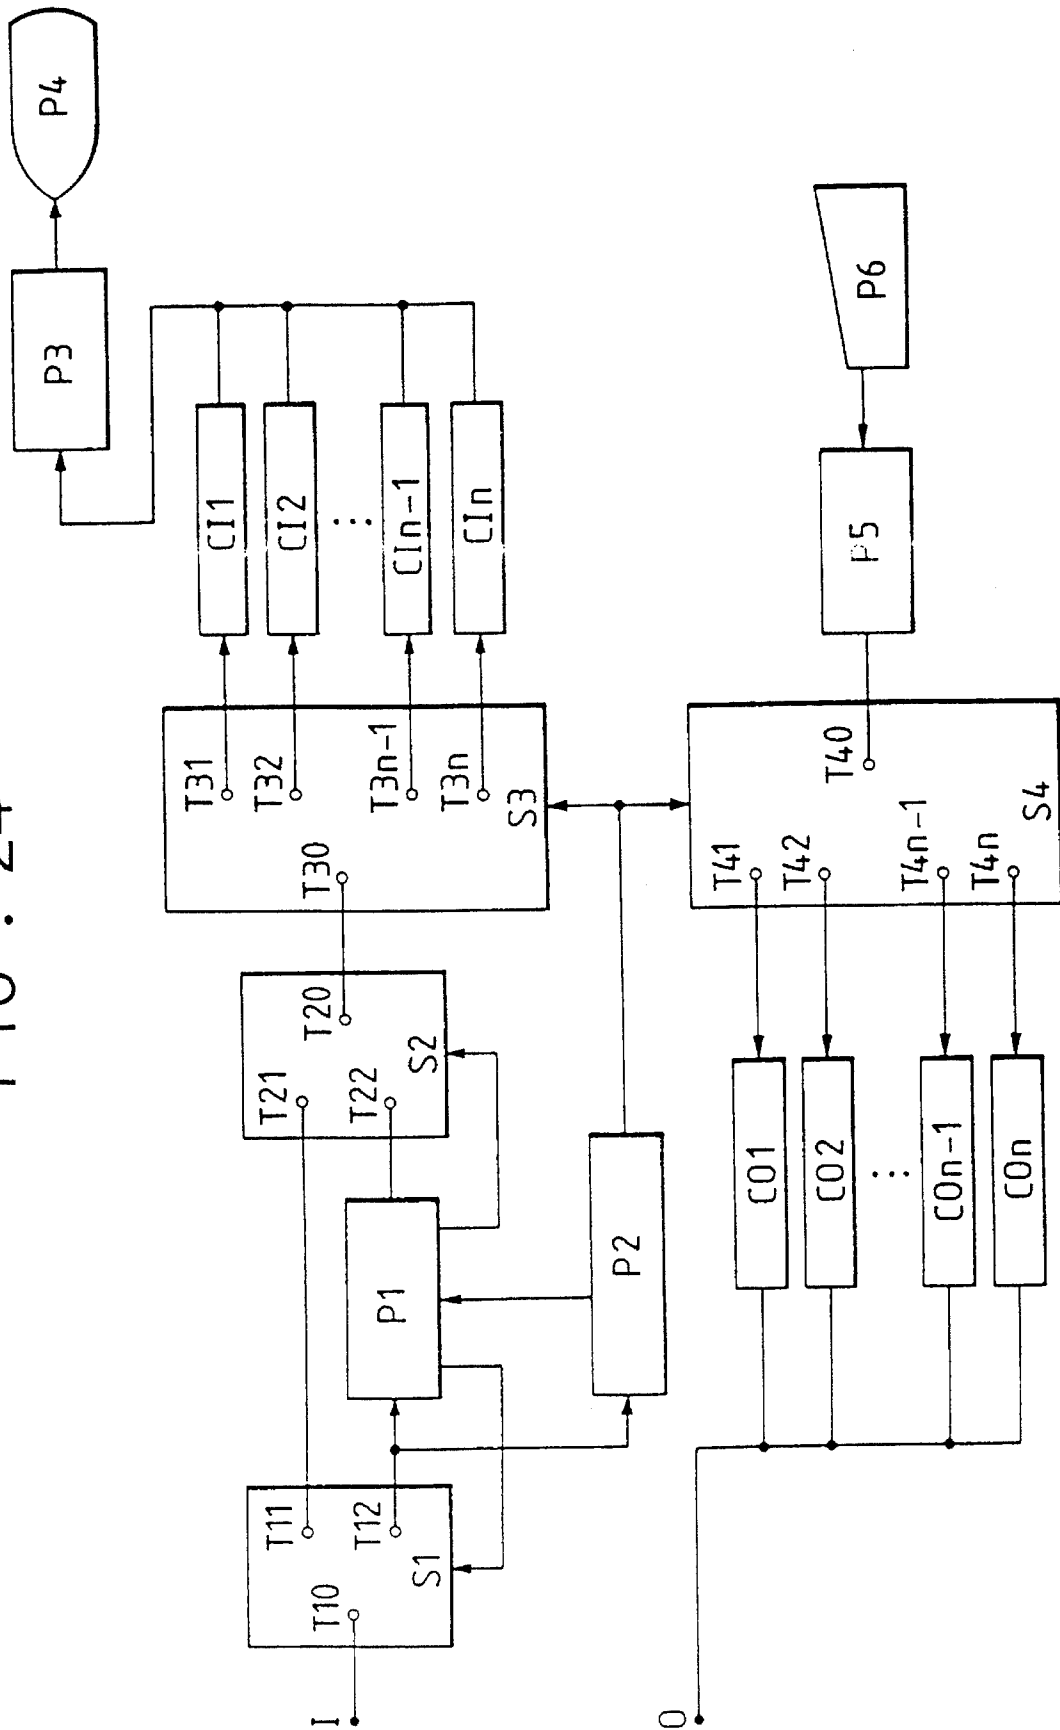 FIG. 24
I
T10
T11
T12
S1
P1
P2
T21
T22
T20
S2
T30
T31
T32
T3n-1
T3n
S3
CI1
CI2
⋮
CIn-1
CIn
P3
P4
O
CO1
CO2
⋮
COn-1
COn
T41
T42
T4n-1
T4n
T40
S4
P5
P6